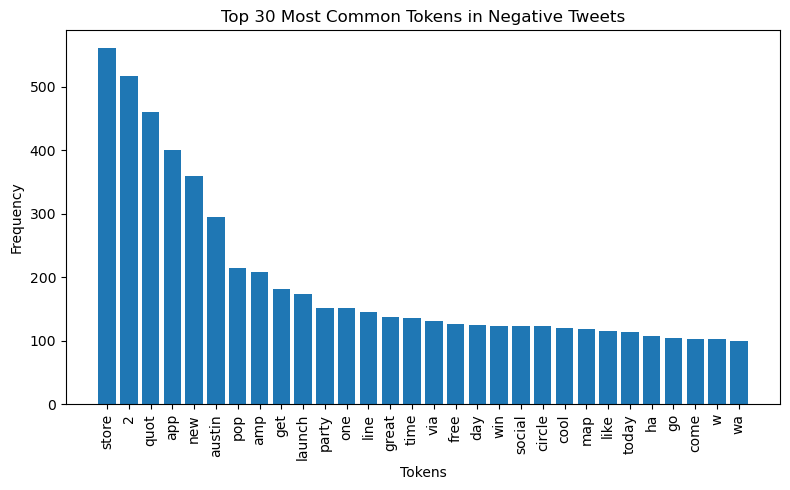 Top 30 Most Common Tokens in Negative Tweets
Frequency
500
400
300
200
100
0
store
2
quot
app
new
austin
pop
amp
get
launch
party
one
line
great
time
via
free
day
win
social
circle
cool
map
like
today
ha
go
come
w
wa
Tokens